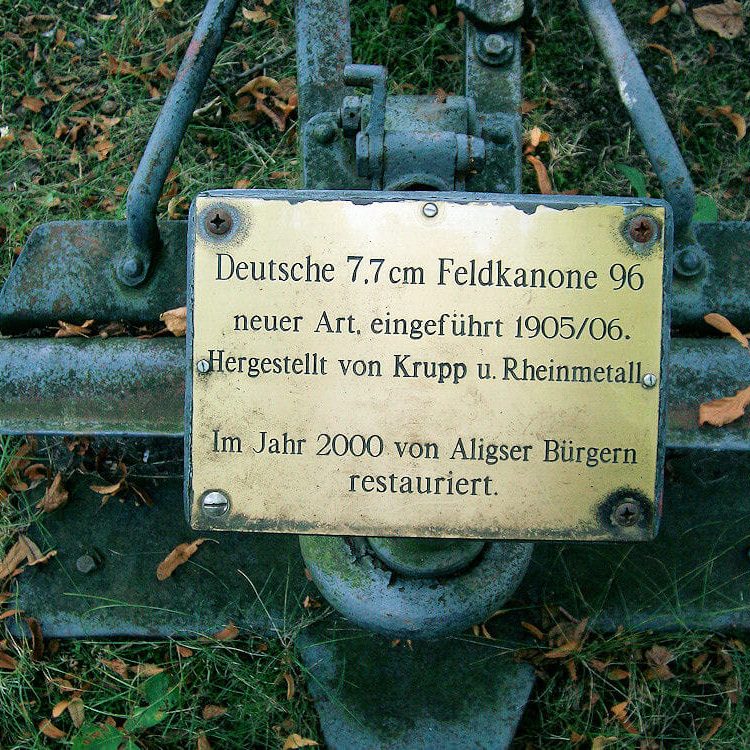 Deutsche 7,7cm Feldkanone 96
neuer Art, eingeführt 1905/06.
Hergestellt von Krupp u. Rheinmetall.
Im Jahr 2000 von Aligser Bürgern
restauriert.